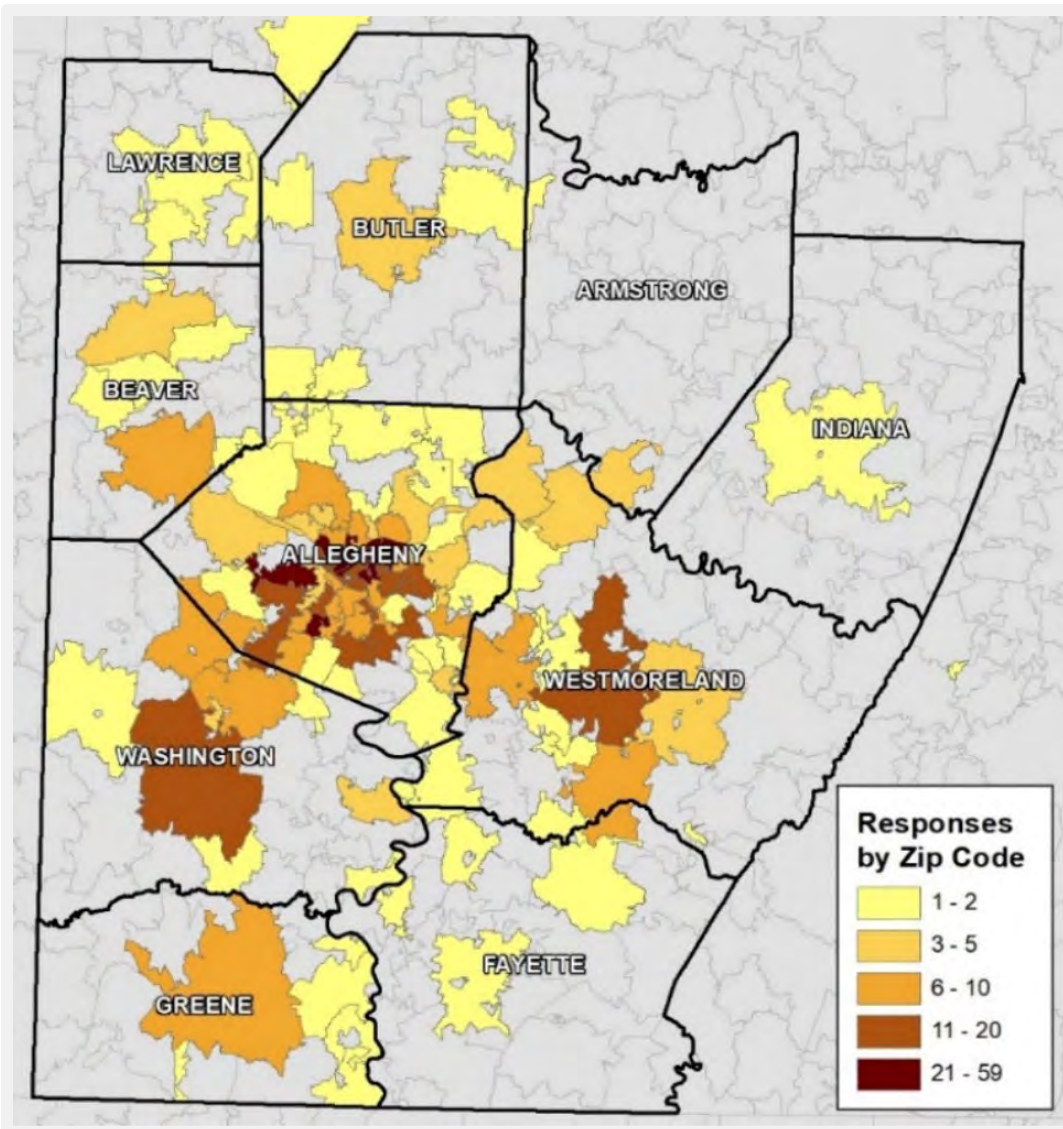 LAWRENCE
BUTLER
ARMSTRONG
BEAVER
INDIANA
ALLEGHENY
WESTMORELAND
WASHINGTON
FAYETTE
GREENE
Responses
by Zip Code
1 - 2
3 - 5
6 - 10
11 - 20
21 - 59